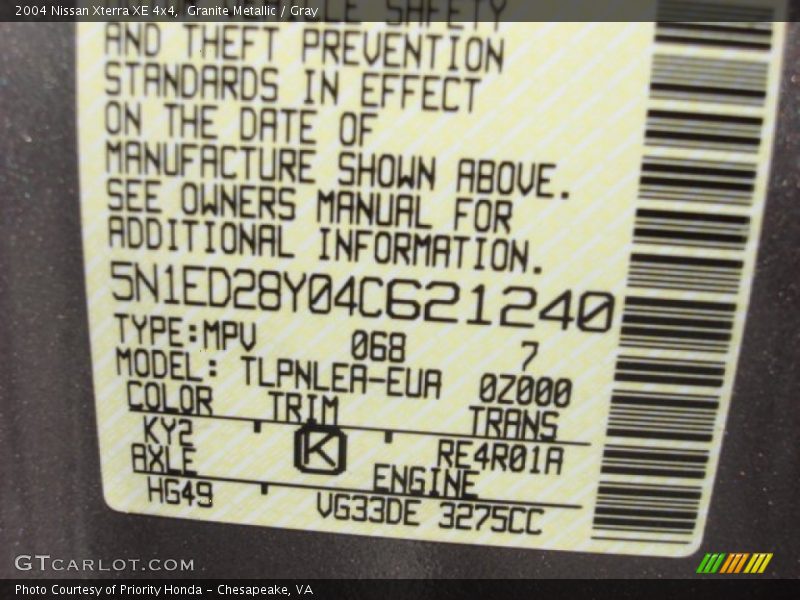 2004 Nissan Xterra XE 4x4, Granite Metallic / Gray
SAFETY
AND THEFT PREVENTION
STANDARDS IN EFFECT
ON THE DATE OF
MANUFACTURE SHOWN ABOVE.
SEE OWNERS MANUAL FOR
ADDITIONAL INFORMATION.
5N1ED28Y04C621240
TYPE:MPV 068 7
MODEL: TLPNLEA-EUA 0Z000
COLOR TRIM TRANS
KY2 K RE4R01A
AXLE ENGINE
HG49 VG33DE 3275CC
GTCARLOT.COM
Photo Courtesy of Priority Honda - Chesapeake, VA